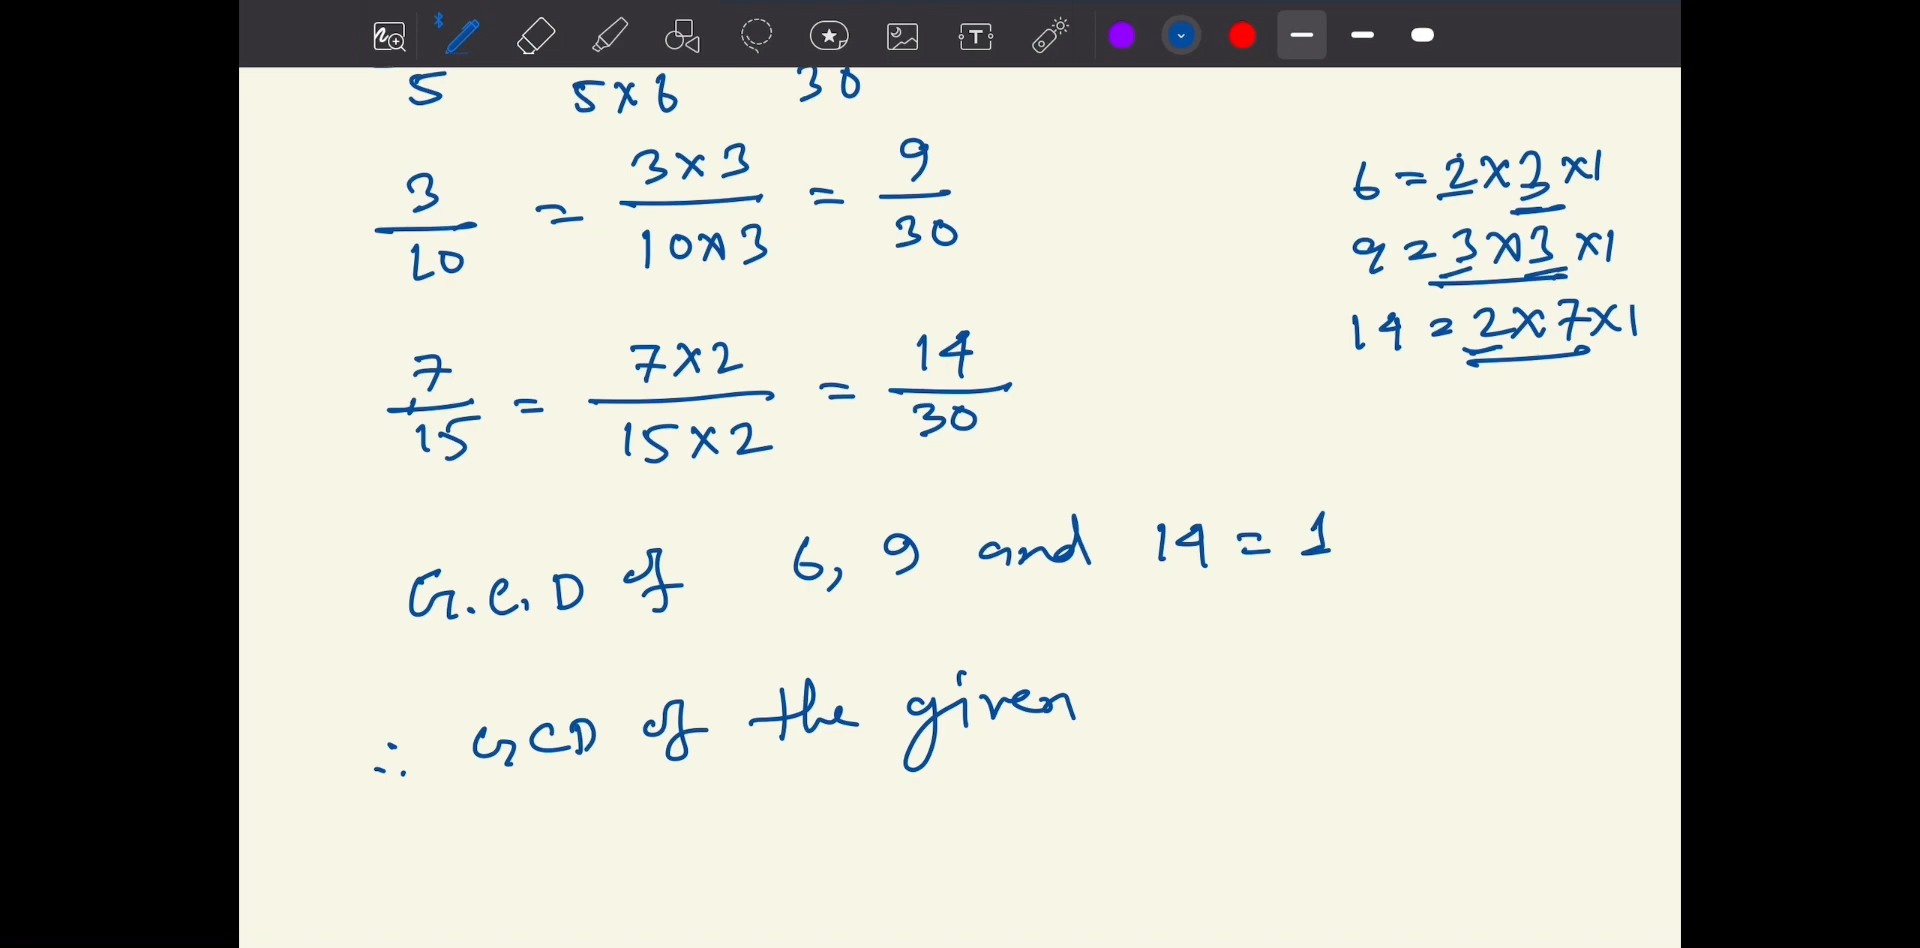 5 5×6 30
3/10 = 3×3/10×3 = 9/30
6 = 2×3×1
9 = 3×3×1
14 = 2×7×1
7/15 = 7×2/15×2 = 14/30
G.C.D of 6, 9 and 14 = 1
∴ GCD of the given